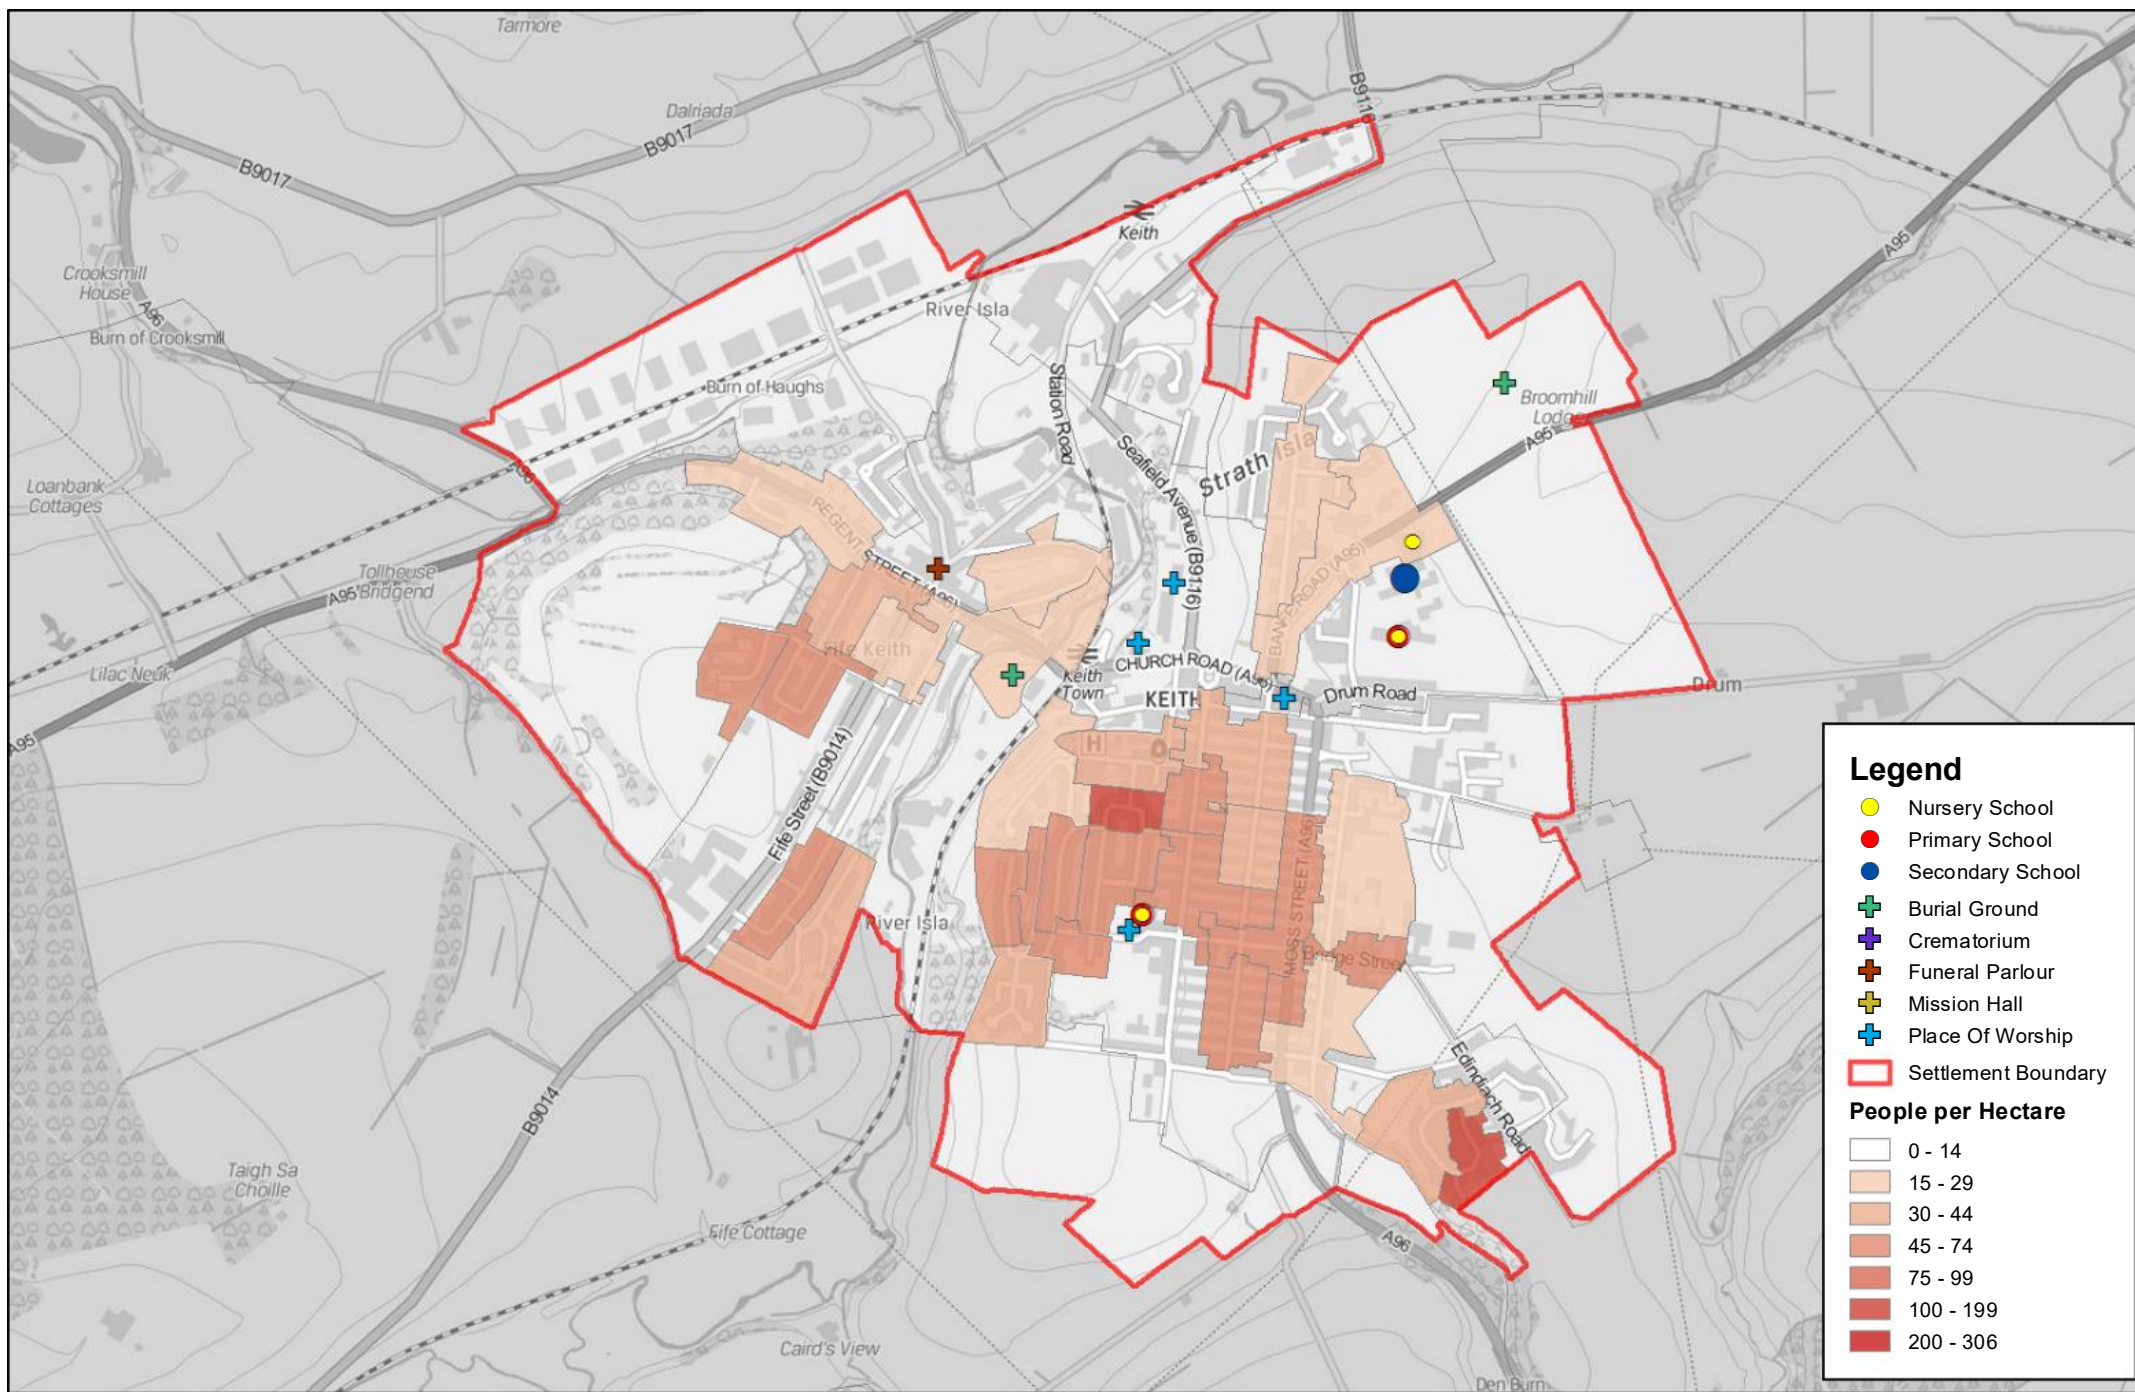 Tarmore
Dalriada
B9017
B9017
B9116
Keith
A95
Crooksmill
House
A96
Burn of Crooksmill
River Isla
Burn of Haughs
Station Road
Seafield Avenue (B9116)
Strath Isla
Broomhill
Lodge
A95
Loanbank
Cottages
A96
REGENT STREET (A96)
BANFF ROAD (A95)
Tollhouse
Bridgend
A95
Lilac Neuk
Fife Keith
Keith
Town
CHURCH ROAD (A96)
KEITH
Drum Road
Drum
A95
H
Fife Street (B9014)
MOSS STREET (A96)
River Isla
Bridge Street
Edindiach Road
B9014
Taigh Sa
Choille
Fife Cottage
A96
Caird's View
Den Burn
Legend
Nursery School
Primary School
Secondary School
Burial Ground
Crematorium
Funeral Parlour
Mission Hall
Place Of Worship
Settlement Boundary
People per Hectare
0 - 14
15 - 29
30 - 44
45 - 74
75 - 99
100 - 199
200 - 306